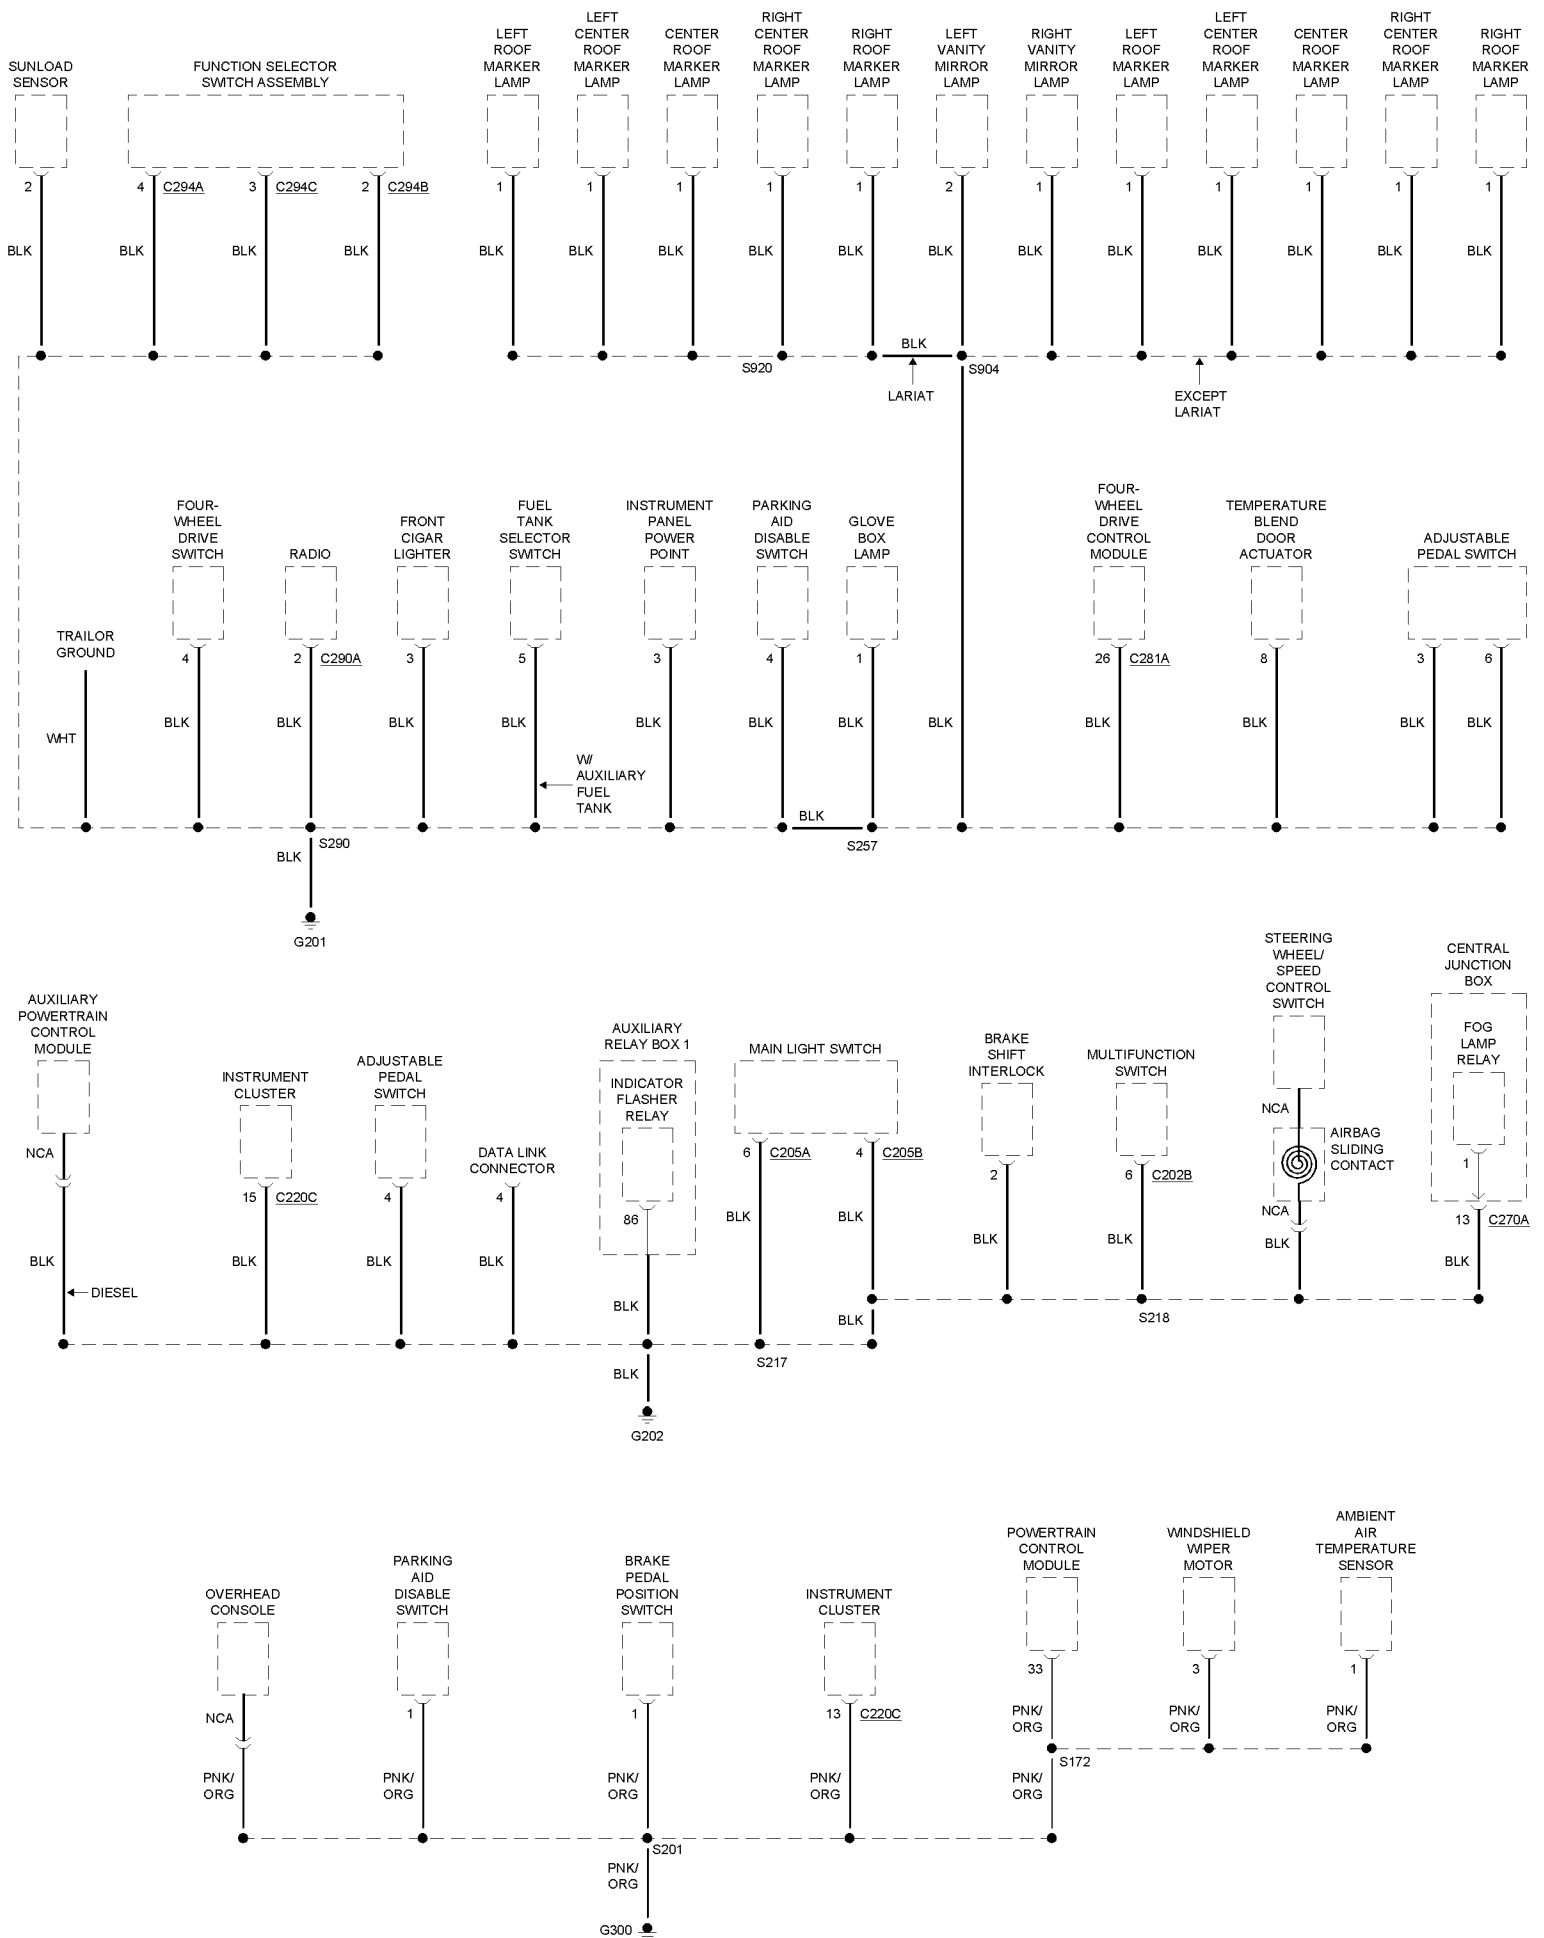 SUNLOAD
SENSOR
FUNCTION SELECTOR
SWITCH ASSEMBLY
LEFT
ROOF
MARKER
LAMP
LEFT
CENTER
ROOF
MARKER
LAMP
CENTER
ROOF
MARKER
LAMP
RIGHT
CENTER
ROOF
MARKER
LAMP
RIGHT
ROOF
MARKER
LAMP
LEFT
VANITY
MIRROR
LAMP
RIGHT
VANITY
MIRROR
LAMP
LEFT
ROOF
MARKER
LAMP
LEFT
CENTER
ROOF
MARKER
LAMP
CENTER
ROOF
MARKER
LAMP
RIGHT
CENTER
ROOF
MARKER
LAMP
RIGHT
ROOF
MARKER
LAMP
2 4 C294A 3 C294C 2 C294B 1 1 1 1 1 2 1 1 1 1 1 1
BLK BLK BLK BLK BLK BLK BLK BLK BLK BLK BLK BLK BLK BLK BLK BLK
BLK
S920 S904
LARIAT
EXCEPT
LARIAT
TRAILOR
GROUND
FOUR-
WHEEL
DRIVE
SWITCH
RADIO
FRONT
CIGAR
LIGHTER
FUEL
TANK
SELECTOR
SWITCH
INSTRUMENT
PANEL
POWER
POINT
PARKING
AID
DISABLE
SWITCH
GLOVE
BOX
LAMP
FOUR-
WHEEL
DRIVE
CONTROL
MODULE
TEMPERATURE
BLEND
DOOR
ACTUATOR
ADJUSTABLE
PEDAL SWITCH
4 2 C290A 3 5 3 4 1 26 C281A 8 3 6
BLK BLK BLK BLK BLK BLK BLK BLK BLK BLK BLK BLK
WHT
W/
AUXILIARY
FUEL
TANK
BLK
S290 S257
BLK
G201
AUXILIARY
POWERTRAIN
CONTROL
MODULE
INSTRUMENT
CLUSTER
ADJUSTABLE
PEDAL
SWITCH
DATA LINK
CONNECTOR
AUXILIARY
RELAY BOX 1
INDICATOR
FLASHER
RELAY
MAIN LIGHT SWITCH
BRAKE
SHIFT
INTERLOCK
MULTIFUNCTION
SWITCH
STEERING
WHEEL/
SPEED
CONTROL
SWITCH
CENTRAL
JUNCTION
BOX
FOG
LAMP
RELAY
NCA
AIRBAG
SLIDING
CONTACT
NCA
6 C205A 4 C205B
2 6 C202B 1
15 C220C 4 4
86 NCA 13 C270A
BLK BLK
BLK BLK BLK
BLK BLK BLK BLK BLK
DIESEL
BLK BLK
S218
S217
BLK
G202
OVERHEAD
CONSOLE
PARKING
AID
DISABLE
SWITCH
BRAKE
PEDAL
POSITION
SWITCH
INSTRUMENT
CLUSTER
POWERTRAIN
CONTROL
MODULE
WINDSHIELD
WIPER
MOTOR
AMBIENT
AIR
TEMPERATURE
SENSOR
33 3 1
NCA 1 1 13 C220C
PNK/
ORG
PNK/
ORG
PNK/
ORG
S172
PNK/
ORG
PNK/
ORG
PNK/
ORG
PNK/
ORG
PNK/
ORG
S201
PNK/
ORG
G300